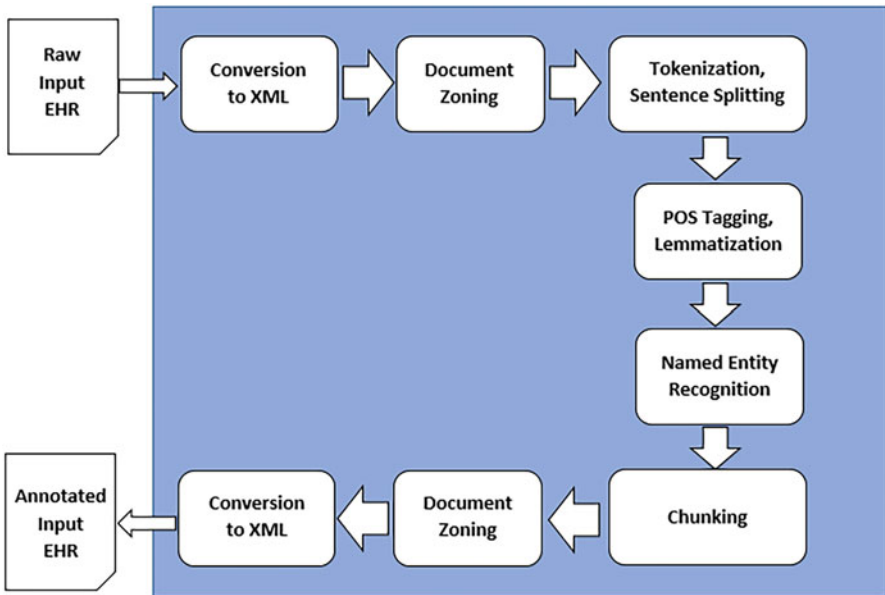 Raw
Input
EHR
Conversion
to XML
Document
Zoning
Tokenization,
Sentence Splitting
POS Tagging,
Lemmatization
Named Entity
Recognition
Chunking
Document
Zoning
Conversion
to XML
Annotated
Input
EHR